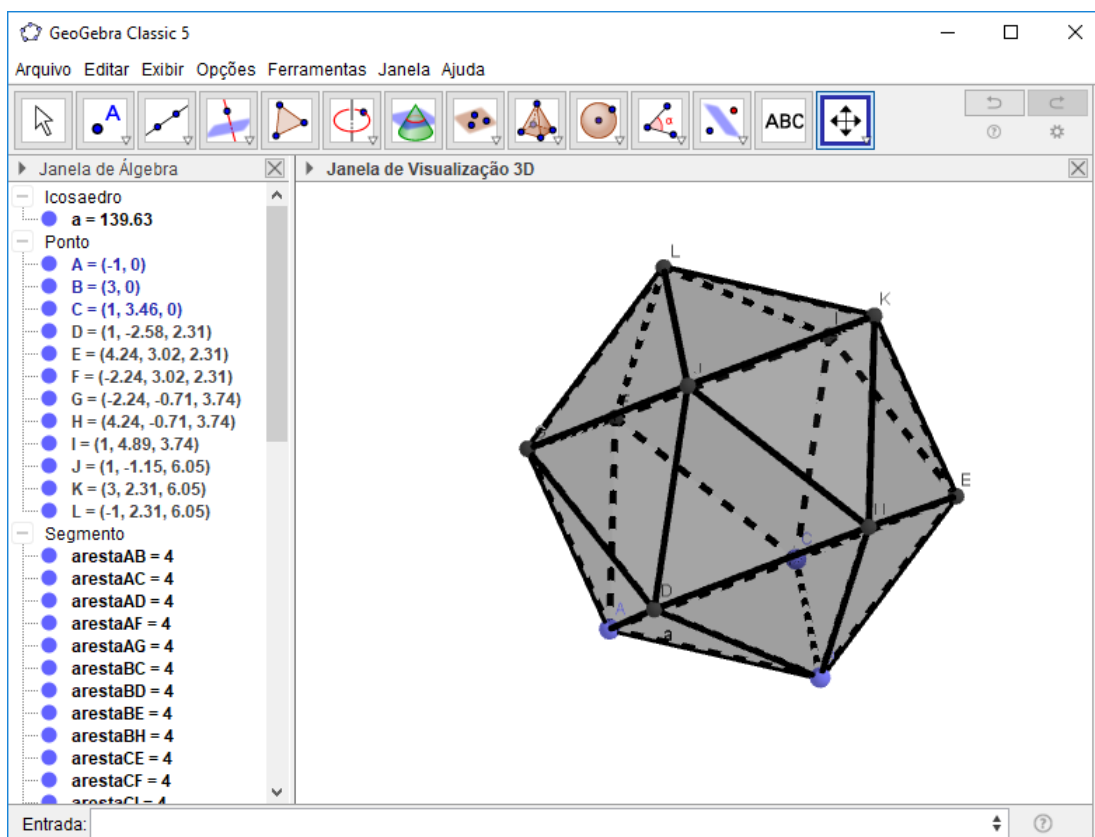 GeoGebra Classic 5
Arquivo Editar Exibir Opções Ferramentas Janela Ajuda
A
α
ABC
Janela de Álgebra
Janela de Visualização 3D
Icosaedro
a = 139.63
Ponto
A = (-1, 0)
B = (3, 0)
C = (1, 3.46, 0)
D = (1, -2.58, 2.31)
E = (4.24, 3.02, 2.31)
F = (-2.24, 3.02, 2.31)
G = (-2.24, -0.71, 3.74)
H = (4.24, -0.71, 3.74)
I = (1, 4.89, 3.74)
J = (1, -1.15, 6.05)
K = (3, 2.31, 6.05)
L = (-1, 2.31, 6.05)
Segmento
arestaAB = 4
arestaAC = 4
arestaAD = 4
arestaAF = 4
arestaAG = 4
arestaBC = 4
arestaBD = 4
arestaBE = 4
arestaBH = 4
arestaCE = 4
arestaCF = 4
arestaCI = 4
L
K
I
J
E
H
C
D
A
a
Entrada: